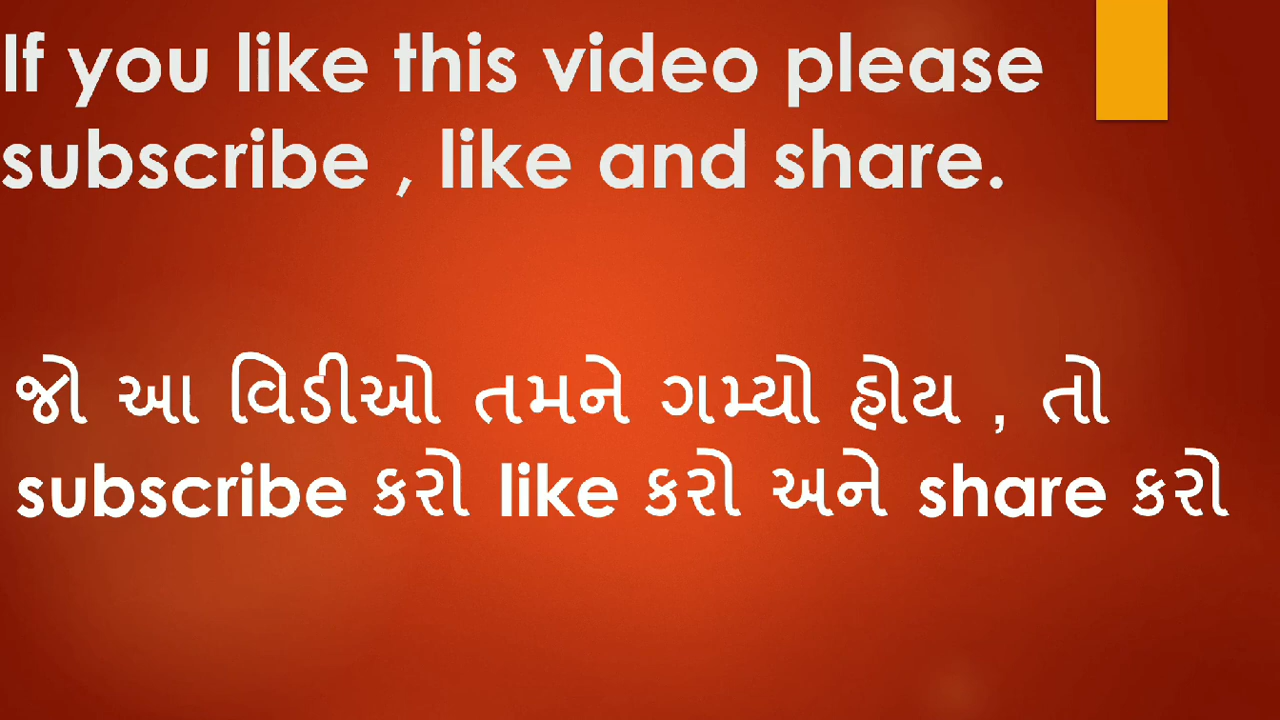 If you like this video please
subscribe , like and share.
જો આ વિડીઓ તમને ગમ્યો હોય , તો
subscribe કરો like કરો અને share કરો